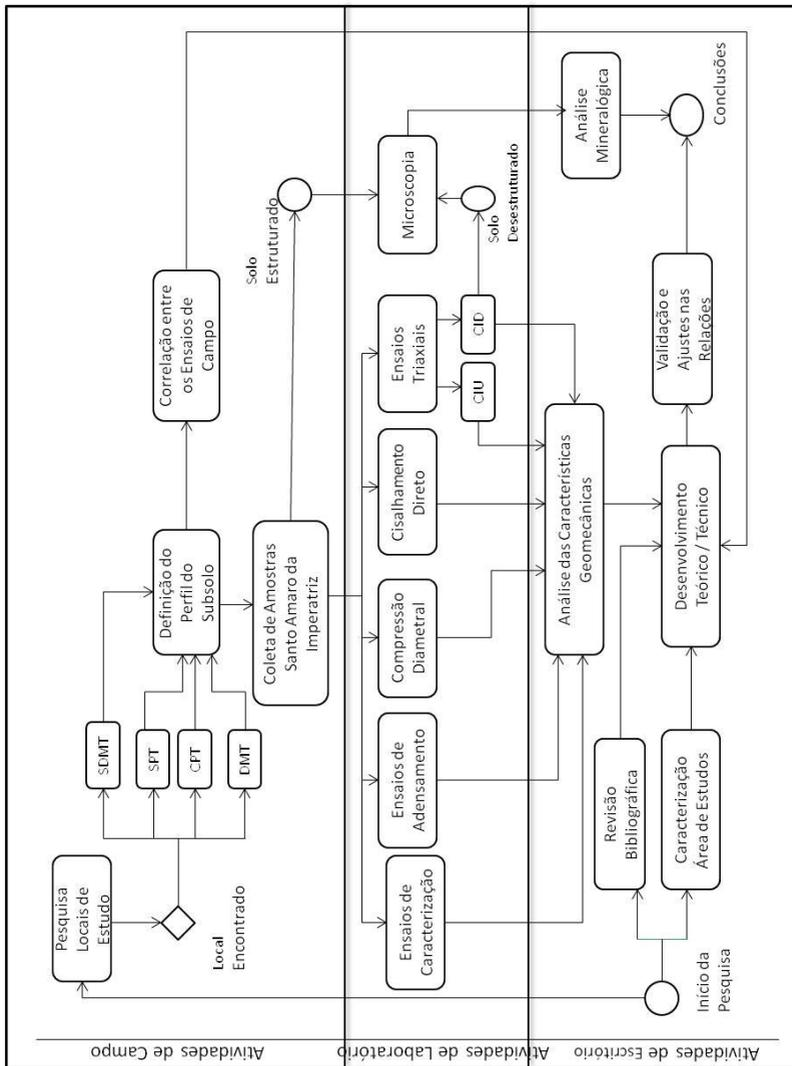 Atividades de Campo
Pesquisa
Locais de
Estudo
Local
Encontrado
SDMT
SPT
CPT
DMT
Definição do
Perfil do
Subsolo
Correlação entre
os Ensaios de
Campo
Coleta de Amostras
Santo Amaro da
Imperatriz
Solo
Estruturado
Atividades de Laboratório
Ensaios de
Caracterização
Ensaios de
Adensamento
Compressão
Diametral
Cisalhamento
Direto
Ensaios
Triaxiais
CIU
CID
Solo
Desestruturado
Microscopia
Atividades de Escritório
Início da
Pesquisa
Revisão
Bibliográfica
Caracterização
Área de Estudos
Análise das Características
Geomecânicas
Desenvolvimento
Teórico / Técnico
Validação e
Ajustes nas
Relações
Análise
Mineralógica
Conclusões